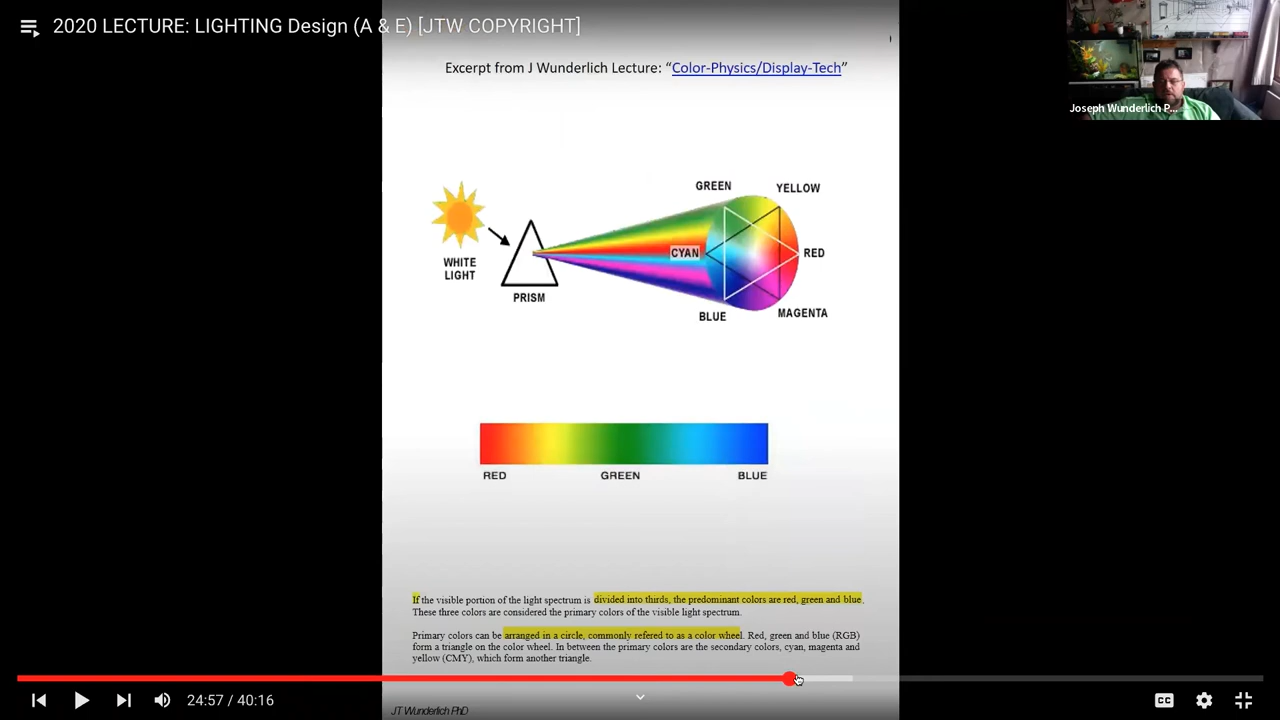 2020 LECTURE: LIGHTING Design (A & E) [JTW COPYRIGHT]
Excerpt from J Wunderlich Lecture: “Color-Physics/Display-Tech”
Joseph Wunderlich P...
GREEN
YELLOW
CYAN
RED
WHITE
LIGHT
PRISM
BLUE
MAGENTA
RED
GREEN
BLUE
If the visible portion of the light spectrum is divided into thirds, the predominant colors are red, green and blue.
These three colors are considered the primary colors of the visible light spectrum.
Primary colors can be arranged in a circle, commonly refered to as a color wheel. Red, green and blue (RGB)
form a triangle on the color wheel. In between the primary colors are the secondary colors, cyan, magenta and
yellow (CMY), which form another triangle.
24:57 / 40:16
CC
JT Wunderlich PhD